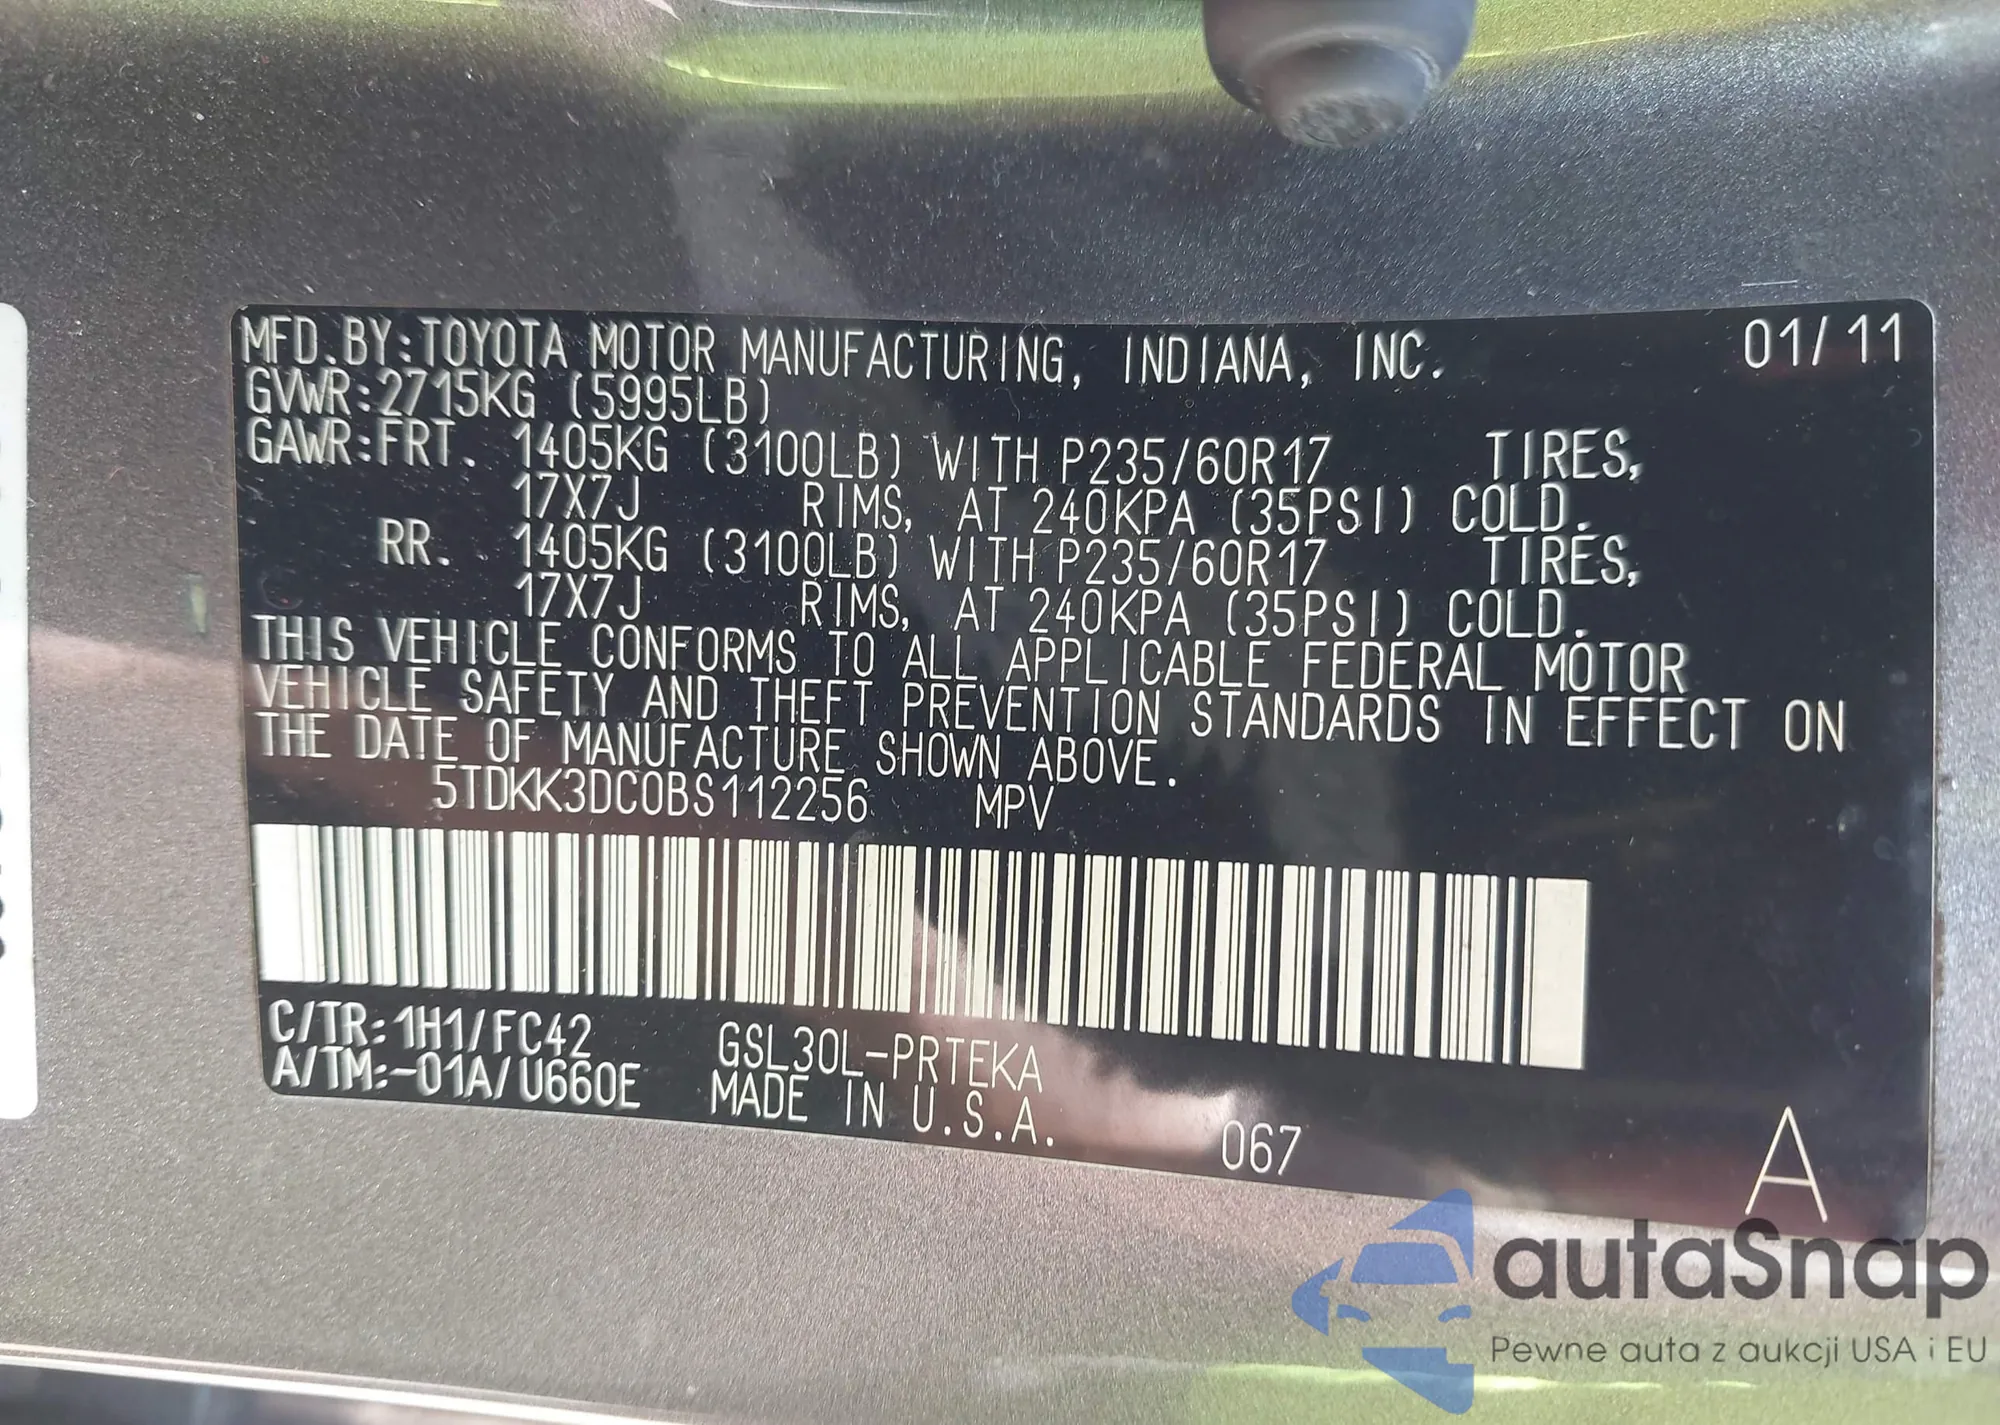 MFD.BY:TOYOTA MOTOR MANUFACTURING, INDIANA, INC. 01/11
GVWR:2715KG (5995LB)
GAWR:FRT. 1405KG (3100LB) WITH P235/60R17 TIRES,
17X7J RIMS, AT 240KPA (35PSI) COLD.
RR. 1405KG (3100LB) WITH P235/60R17 TIRES,
17X7J RIMS, AT 240KPA (35PSI) COLD.
THIS VEHICLE CONFORMS TO ALL APPLICABLE FEDERAL MOTOR
VEHICLE SAFETY AND THEFT PREVENTION STANDARDS IN EFFECT ON
THE DATE OF MANUFACTURE SHOWN ABOVE.
5TDKK3DC0BS112256 MPV
C/TR:1H1/FC42 GSL30L-PRTEKA
A/TM:-01A/U660E MADE IN U.S.A. 067 A
autaSnap
Pewne auta z aukcji USA i EU